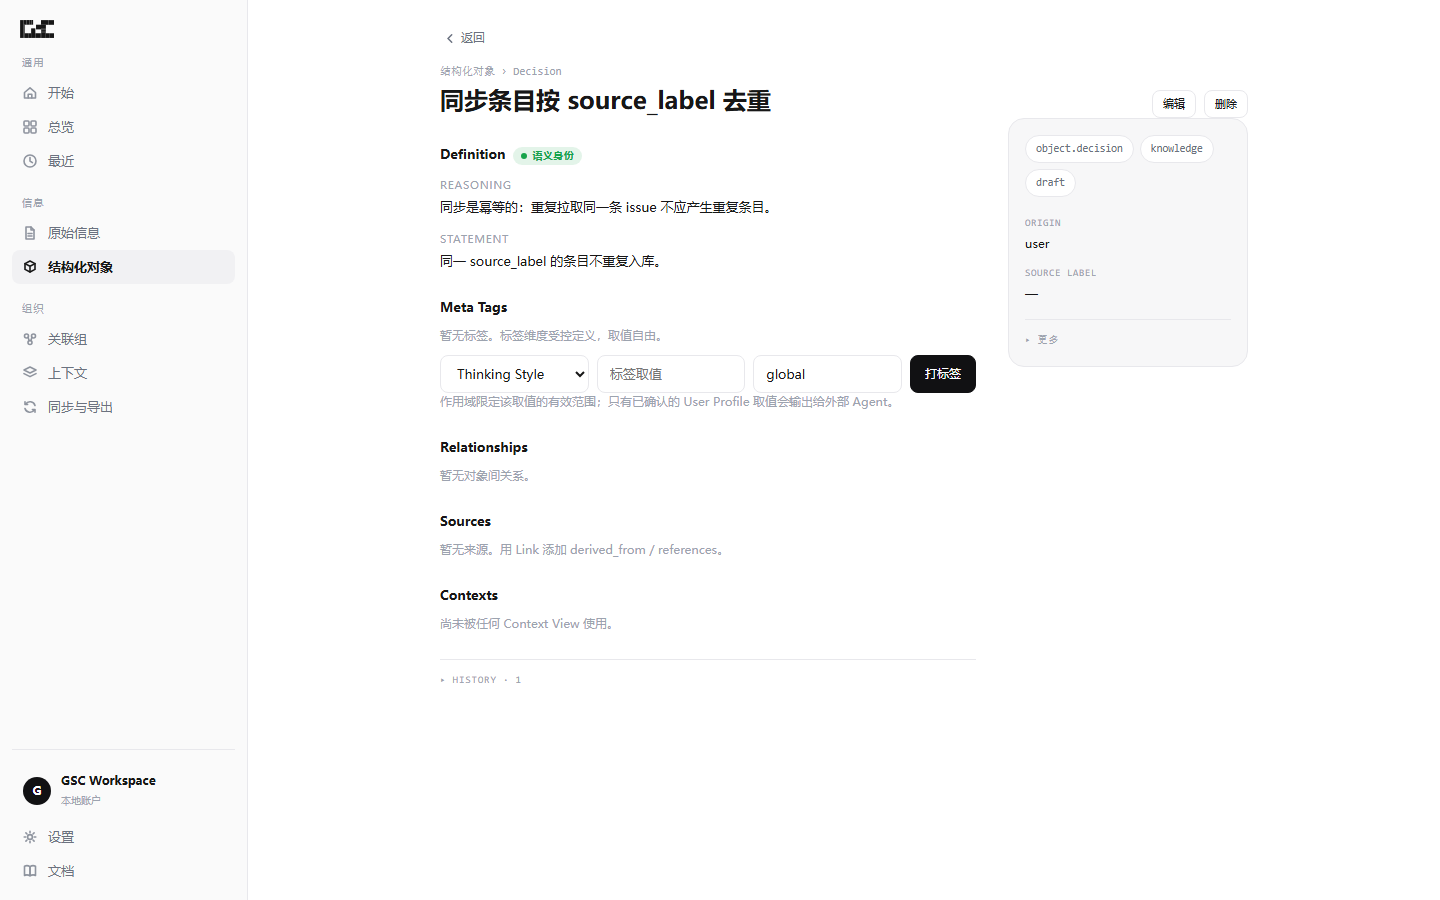 GSC
通用
开始
总览
最近
信息
原始信息
结构化对象
组织
关联组
上下文
同步与导出
G
GSC Workspace
本地账户
设置
文档
返回
结构化对象 › Decision
同步条目按 source_label 去重
编辑
删除
Definition
语义身份
REASONING
同步是幂等的：重复拉取同一条 issue 不应产生重复条目。
STATEMENT
同一 source_label 的条目不重复入库。
Meta Tags
暂无标签。标签维度受控定义，取值自由。
Thinking Style
标签取值
global
打标签
作用域限定该取值的有效范围；只有已确认的 User Profile 取值会输出给外部 Agent。
Relationships
暂无对象间关系。
Sources
暂无来源。用 Link 添加 derived_from / references。
Contexts
尚未被任何 Context View 使用。
▸ HISTORY · 1
object.decision
knowledge
draft
ORIGIN
user
SOURCE LABEL
—
▸ 更多